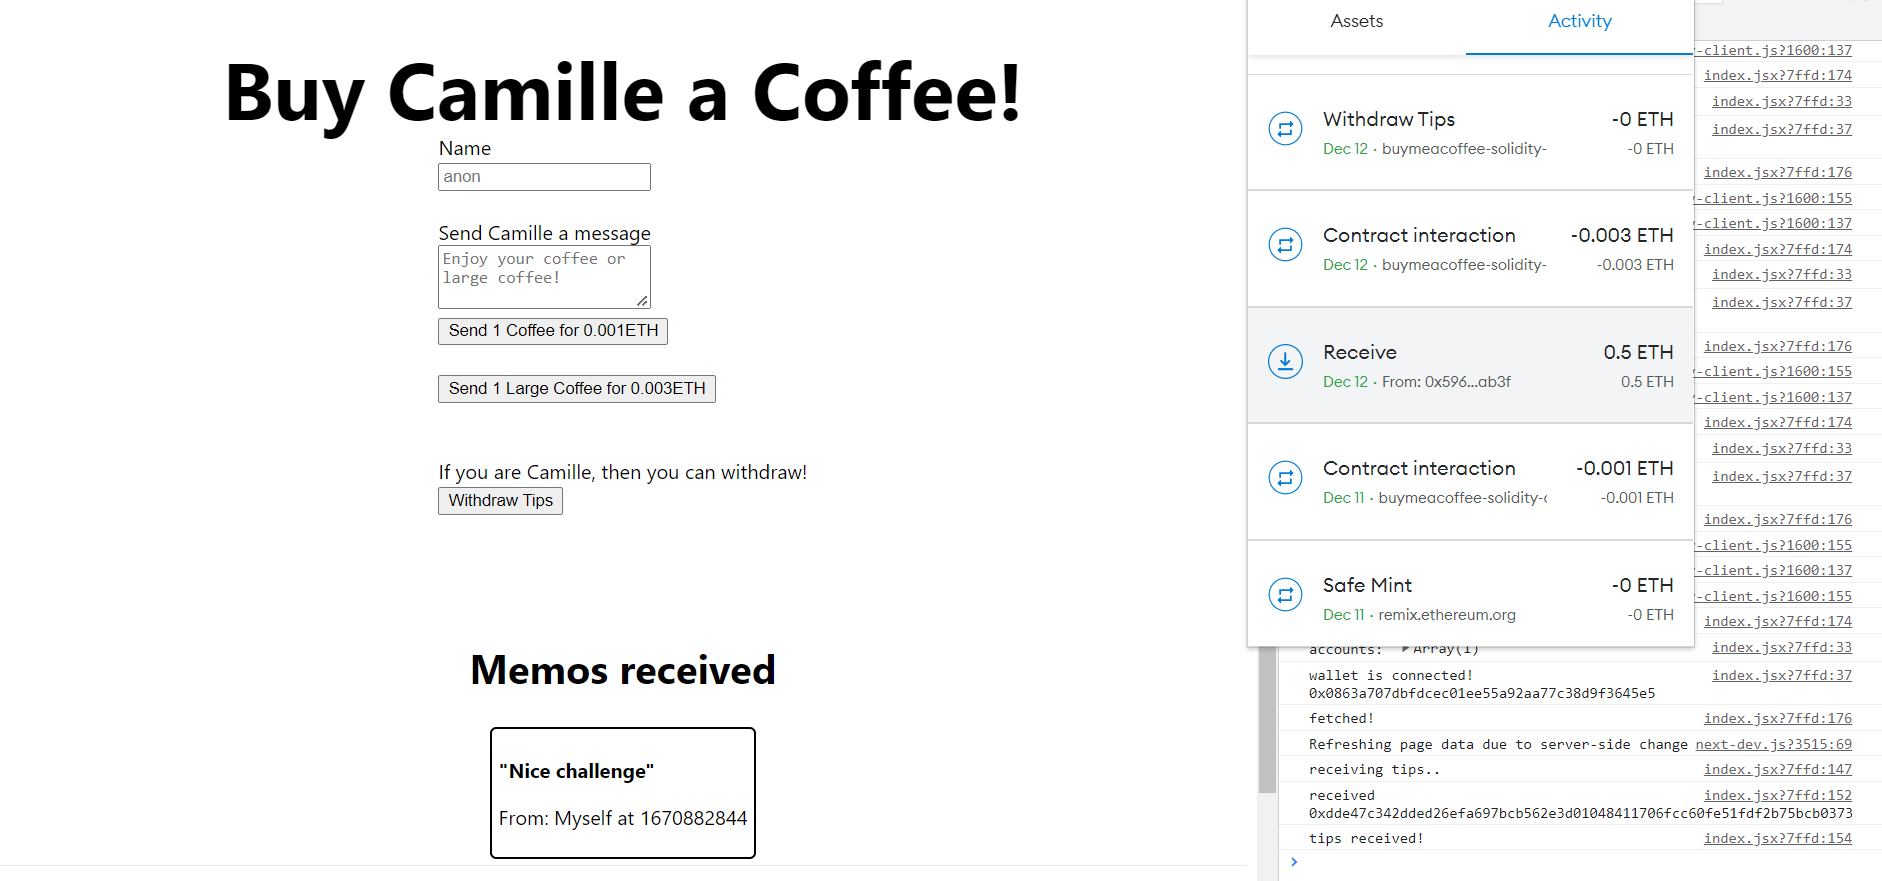 Buy Camille a Coffee!
Name
anon
Send Camille a message
Enjoy your coffee or
large coffee!
Send 1 Coffee for 0.001ETH
Send 1 Large Coffee for 0.003ETH
If you are Camille, then you can withdraw!
Withdraw Tips
Memos received
"Nice challenge"
From: Myself at 1670882844
Assets Activity
Withdraw Tips -0 ETH
Dec 12 · buymeacoffee-solidity- -0 ETH
Contract interaction -0.003 ETH
Dec 12 · buymeacoffee-solidity- -0.003 ETH
Receive 0.5 ETH
Dec 12 · From: 0x596...ab3f 0.5 ETH
Contract interaction -0.001 ETH
Dec 11 · buymeacoffee-solidity- -0.001 ETH
Safe Mint -0 ETH
Dec 11 · remix.ethereum.org -0 ETH
-client.js?1600:137
index.jsx?7ffd:174
index.jsx?7ffd:33
index.jsx?7ffd:37
index.jsx?7ffd:176
-client.js?1600:155
-client.js?1600:137
index.jsx?7ffd:174
index.jsx?7ffd:33
index.jsx?7ffd:37
index.jsx?7ffd:176
-client.js?1600:155
-client.js?1600:137
index.jsx?7ffd:174
index.jsx?7ffd:33
index.jsx?7ffd:37
index.jsx?7ffd:176
-client.js?1600:155
-client.js?1600:137
-client.js?1600:155
index.jsx?7ffd:174
accounts: ▶ Array(1) index.jsx?7ffd:33
wallet is connected! index.jsx?7ffd:37
0x0863a707dbfdcec01ee55a92aa77c38d9f3645e5
fetched! index.jsx?7ffd:176
Refreshing page data due to server-side change next-dev.js?3515:69
receiving tips.. index.jsx?7ffd:147
received index.jsx?7ffd:152
0xdde47c342dded26efa697bcb562e3d01048411706fcc60fe51fdf2b75bcb0373
tips received! index.jsx?7ffd:154